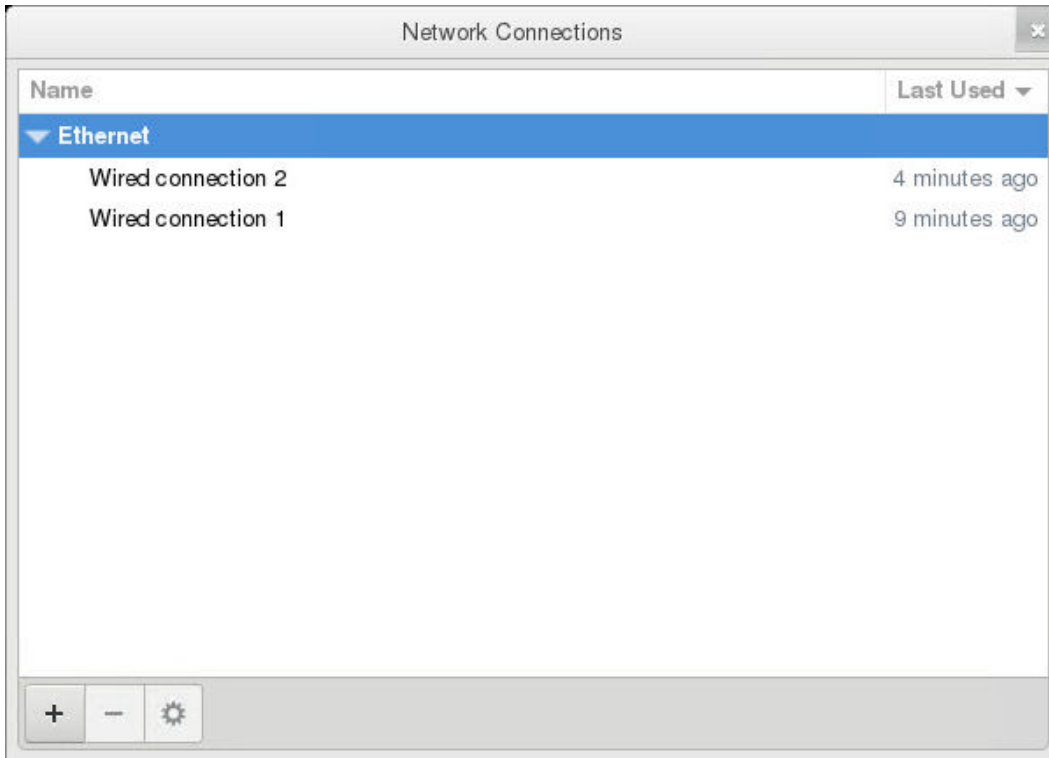 Network Connections
Name Last Used
Ethernet
Wired connection 2 4 minutes ago
Wired connection 1 9 minutes ago